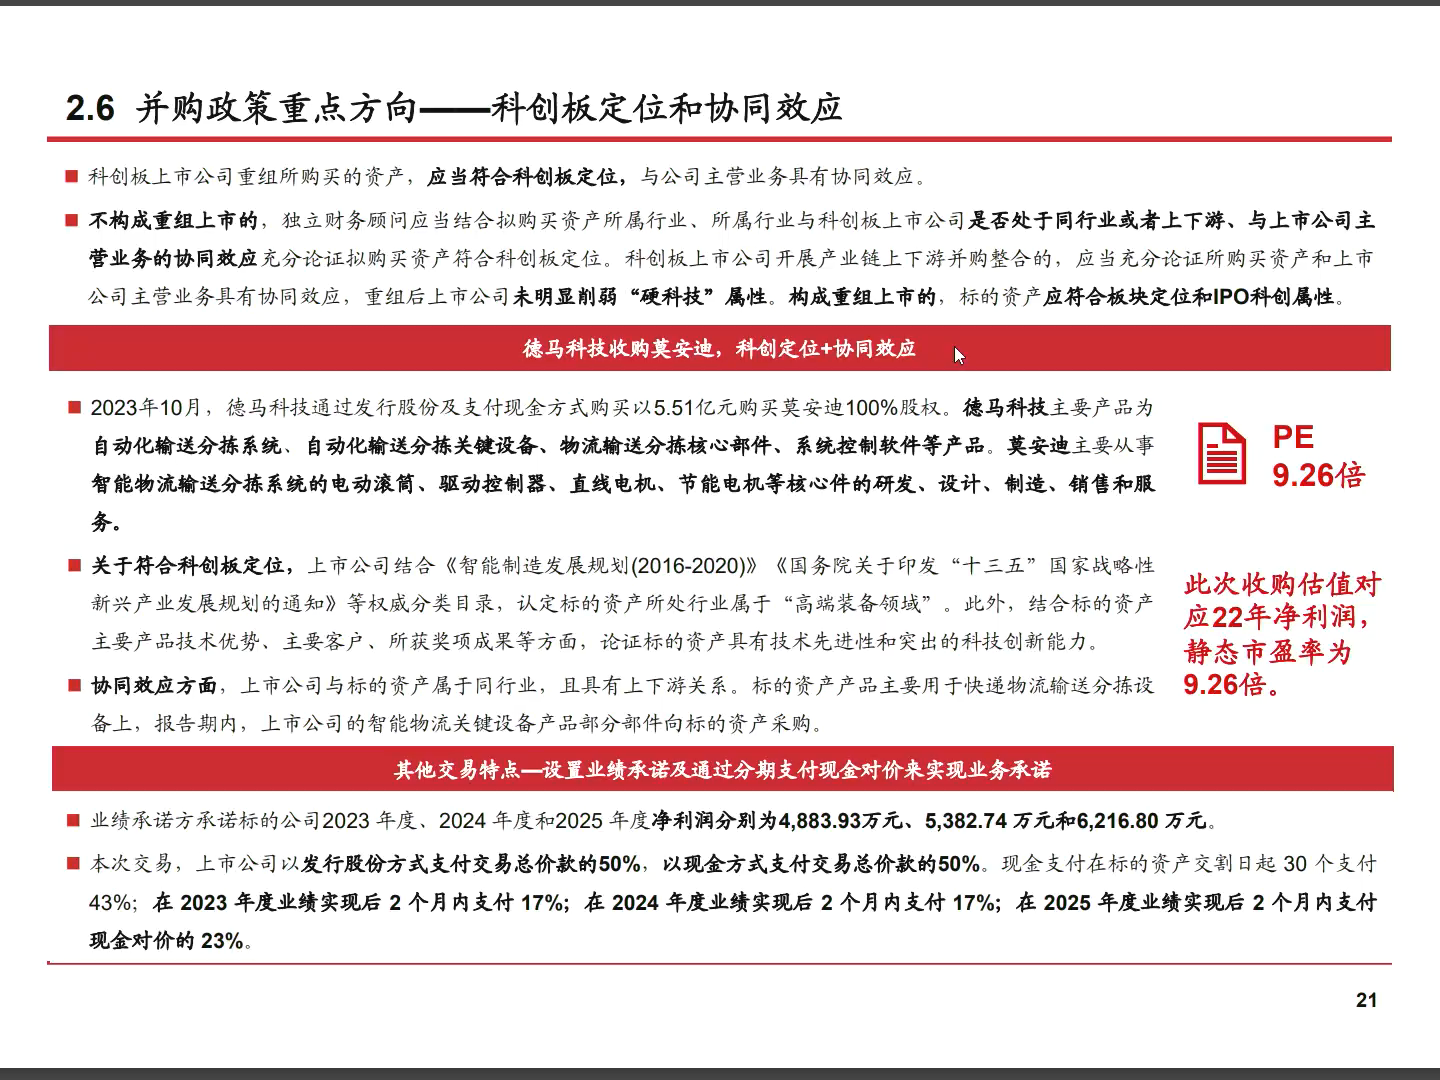 2.6 并购政策重点方向——科创板定位和协同效应
科创板上市公司重组所购买的资产，应当符合科创板定位，与公司主营业务具有协同效应。
不构成重组上市的，独立财务顾问应当结合拟购买资产所属行业、所属行业与科创板上市公司是否处于同行业或者上下游、与上市公司主
营业务的协同效应充分论证拟购买资产符合科创板定位。科创板上市公司开展产业链上下游并购整合的，应当充分论证所购买资产和上市
公司主营业务具有协同效应，重组后上市公司未明显削弱“硬科技”属性。构成重组上市的，标的资产应符合板块定位和IPO科创属性。
德马科技收购莫安迪，科创定位+协同效应
2023年10月，德马科技通过发行股份及支付现金方式购买以5.51亿元购买莫安迪100%股权。德马科技主要产品为
自动化输送分拣系统、自动化输送分拣关键设备、物流输送分拣核心部件、系统控制软件等产品。莫安迪主要从事
智能物流输送分拣系统的电动滚筒、驱动控制器、直线电机、节能电机等核心件的研发、设计、制造、销售和服
务。
PE
9.26倍
关于符合科创板定位，上市公司结合《智能制造发展规划(2016-2020)》《国务院关于印发“十三五”国家战略性
新兴产业发展规划的通知》等权威分类目录，认定标的资产所处行业属于“高端装备领域”。此外，结合标的资产
主要产品技术优势、主要客户、所获奖项成果等方面，论证标的资产具有技术先进性和突出的科技创新能力。
协同效应方面，上市公司与标的资产属于同行业，且具有上下游关系。标的资产产品主要用于快递物流输送分拣设
备上，报告期内，上市公司的智能物流关键设备产品部分部件向标的资产采购。
此次收购估值对
应22年净利润，
静态市盈率为
9.26倍。
其他交易特点—设置业绩承诺及通过分期支付现金对价来实现业务承诺
业绩承诺方承诺标的公司2023 年度、2024 年度和2025 年度净利润分别为4,883.93万元、5,382.74 万元和6,216.80 万元。
本次交易，上市公司以发行股份方式支付交易总价款的50%，以现金方式支付交易总价款的50%。现金支付在标的资产交割日起 30 个支付
43%；在 2023 年度业绩实现后 2 个月内支付 17%；在 2024 年度业绩实现后 2 个月内支付 17%；在 2025 年度业绩实现后 2 个月内支付
现金对价的 23%。
21